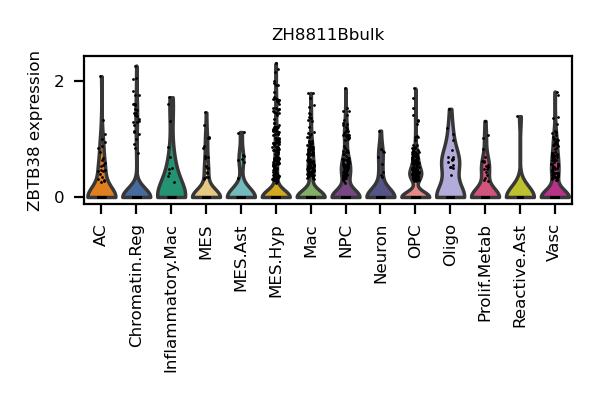 ZH8811Bbulk
ZBTB38 expression
2
0
AC
Chromatin.Reg
Inflammatory.Mac
MES
MES.Ast
MES.Hyp
Mac
NPC
Neuron
OPC
Oligo
Prolif.Metab
Reactive.Ast
Vasc